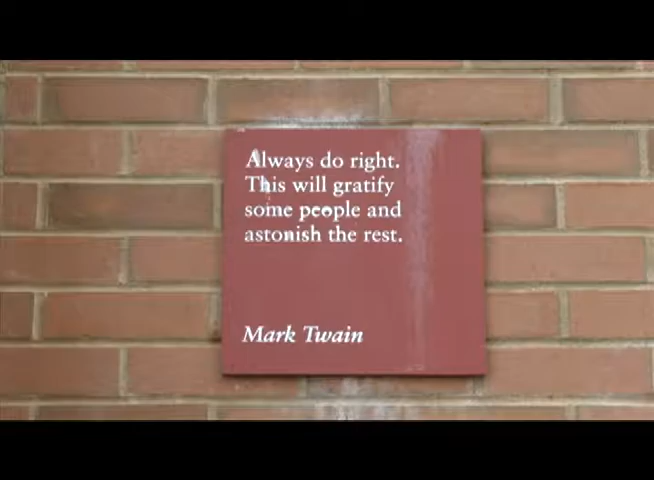 Always do right.
This will gratify
some people and
astonish the rest.
Mark Twain